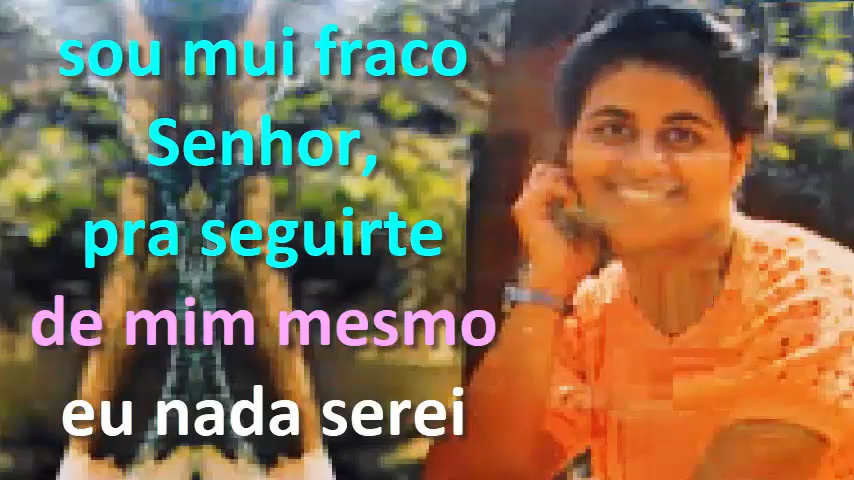 sou mui fraco
Senhor,
pra seguirte
de mim mesmo
eu nada serei